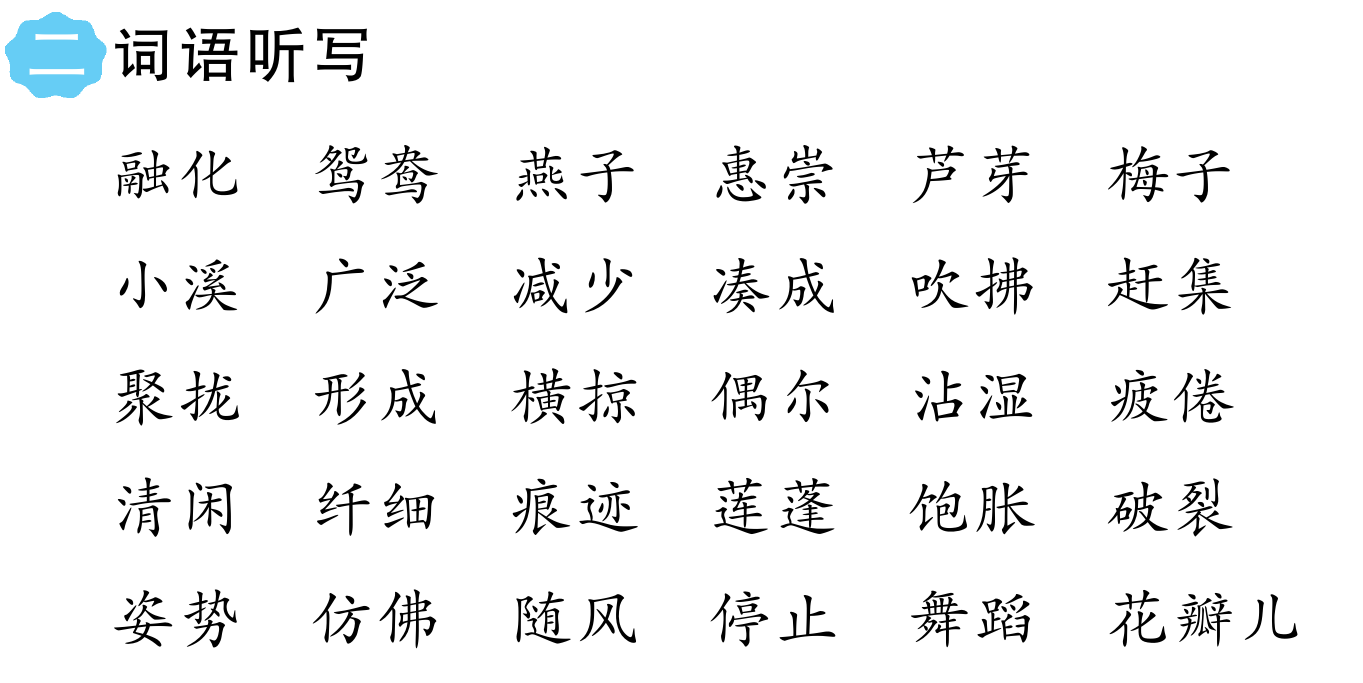 二 词语听写
融化 鸳鸯 燕子 惠崇 芦芽 梅子
小溪 广泛 减少 凑成 吹拂 赶集
聚拢 形成 横掠 偶尔 沾湿 疲倦
清闲 纤细 痕迹 莲蓬 饱胀 破裂
姿势 仿佛 随风 停止 舞蹈 花瓣儿